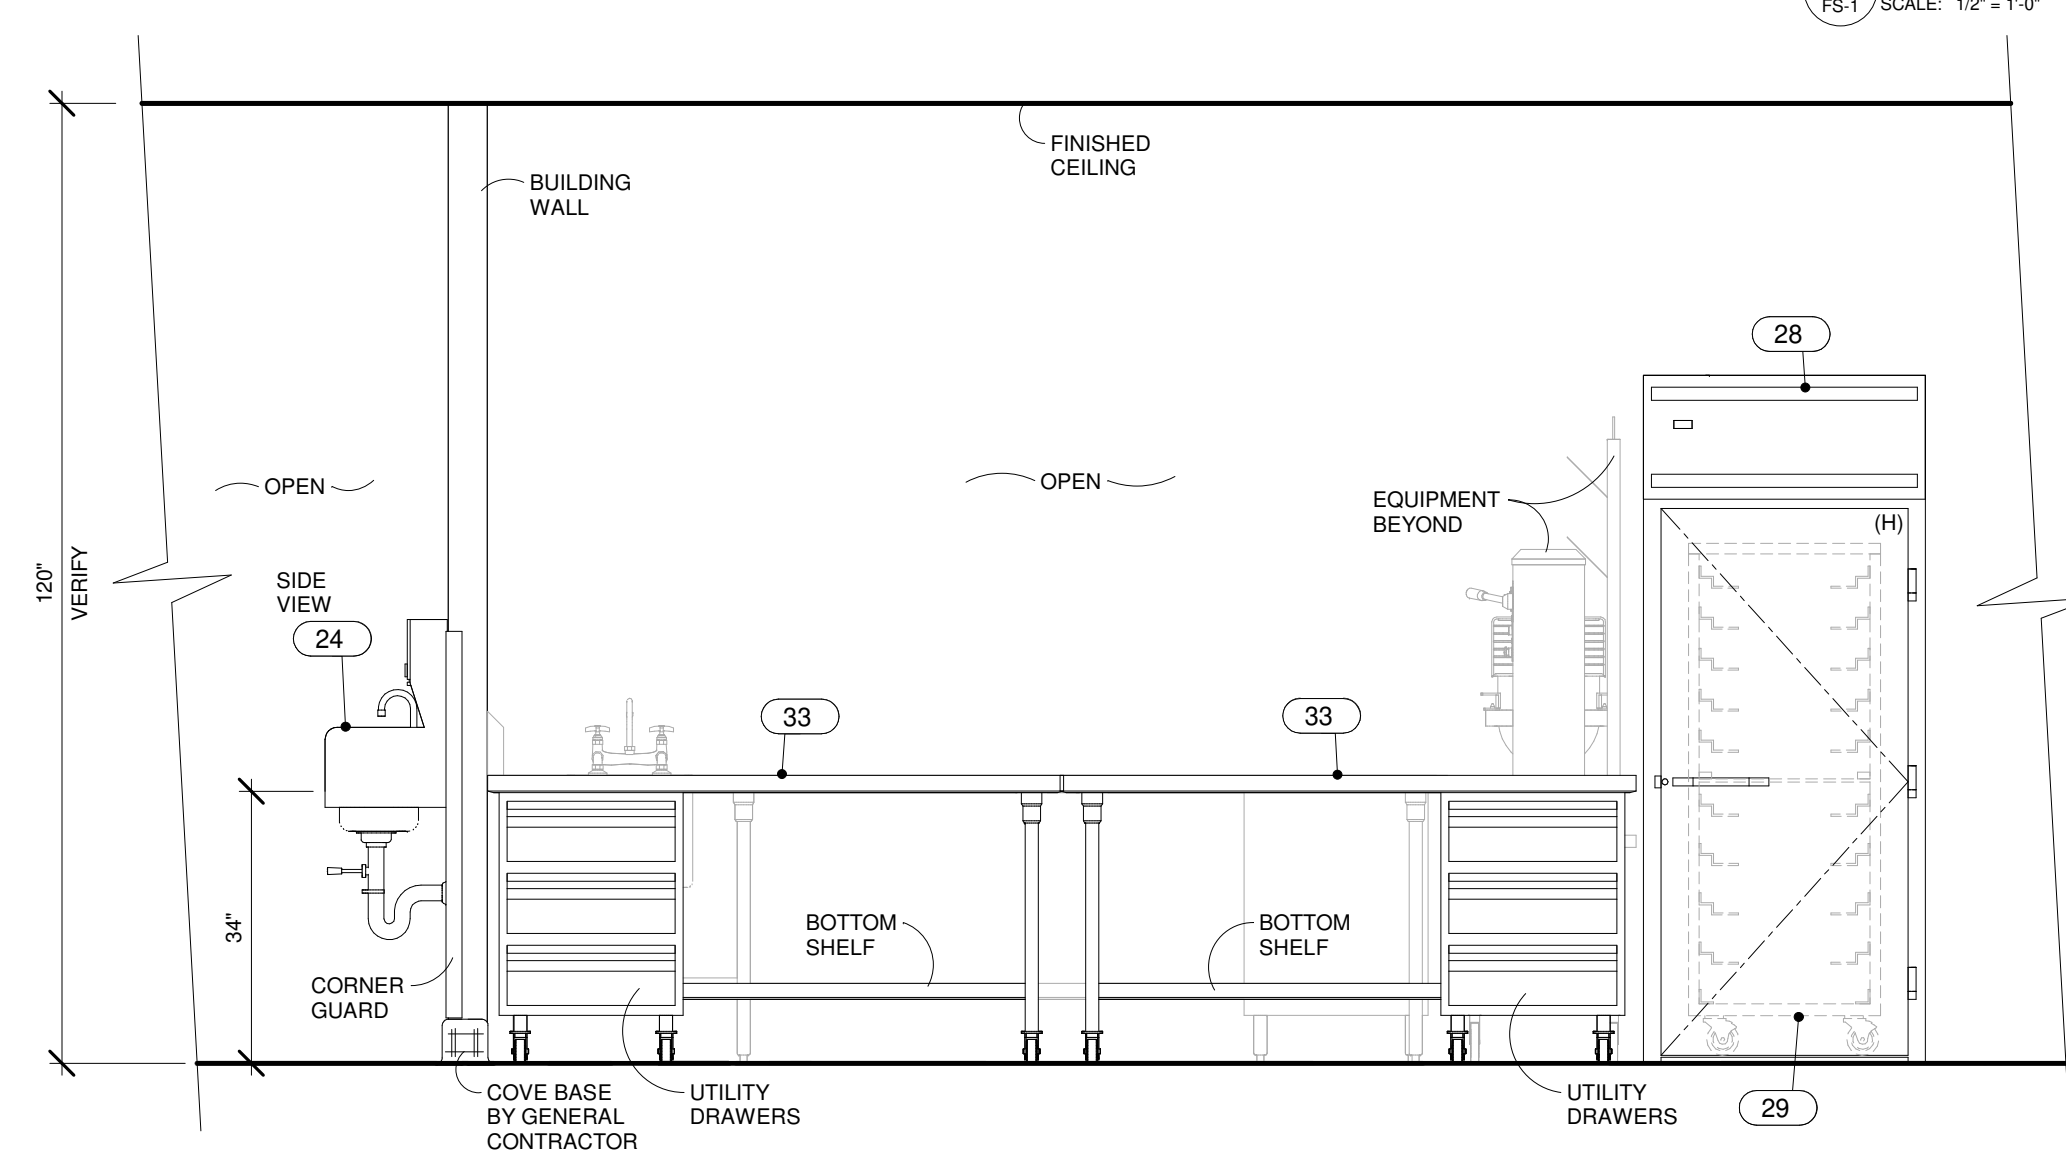 FS-1
SCALE: 1/2" = 1'-0"
FINISHED
CEILING
BUILDING
WALL
28
OPEN
OPEN
EQUIPMENT
BEYOND
(H)
120"
VERIFY
SIDE
VIEW
24
33
33
34"
BOTTOM
SHELF
BOTTOM
SHELF
CORNER
GUARD
COVE BASE
BY GENERAL
CONTRACTOR
UTILITY
DRAWERS
UTILITY
DRAWERS
29